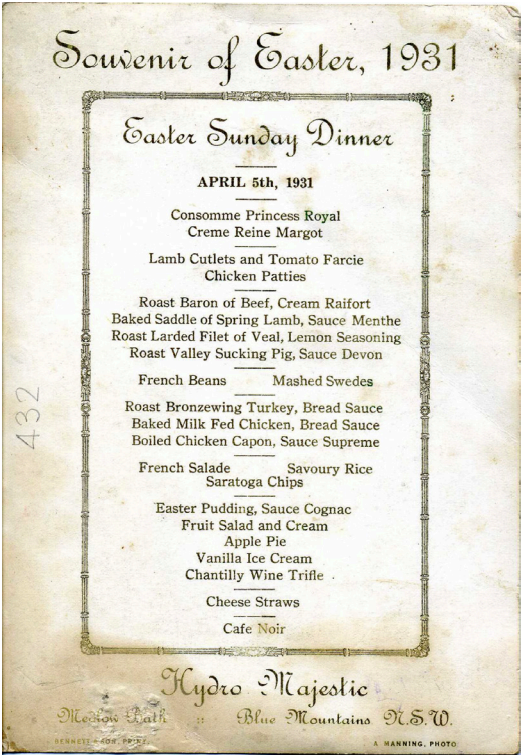 Souvenir of Easter, 1931
Easter Sunday Dinner
APRIL 5th, 1931
Consomme Princess Royal
Creme Reine Margot
Lamb Cutlets and Tomato Farcie
Chicken Patties
Roast Baron of Beef, Cream Raifort
Baked Saddle of Spring Lamb, Sauce Menthe
Roast Larded Filet of Veal, Lemon Seasoning
Roast Valley Sucking Pig, Sauce Devon
French Beans Mashed Swedes
Roast Bronzewing Turkey, Bread Sauce
Baked Milk Fed Chicken, Bread Sauce
Boiled Chicken Capon, Sauce Supreme
French Salade Savoury Rice
Saratoga Chips
Easter Pudding, Sauce Cognac
Fruit Salad and Cream
Apple Pie
Vanilla Ice Cream
Chantilly Wine Trifle
Cheese Straws
Cafe Noir
Hydro Majestic
Medlow Bath :: Blue Mountains N.S.W.
BENNETT & SON, PRINT. A MANNING, PHOTO
432